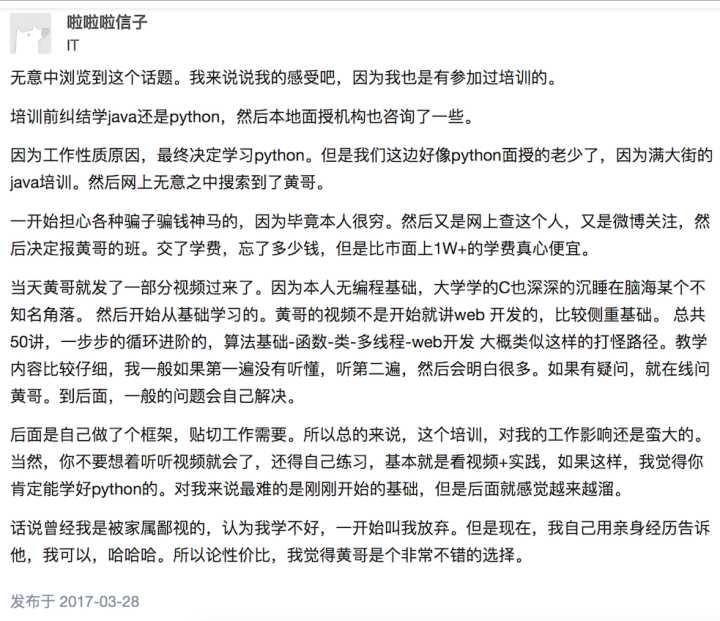 啦啦啦信子
IT
无意中浏览到这个话题。我来说说我的感受吧，因为我也是有参加过培训的。
培训前纠结学java还是python，然后本地面授机构也咨询了一些。
因为工作性质原因，最终决定学习python。但是我们这边好像python面授的老少了，因为满大街的
java培训。然后网上无意之中搜索到了黄哥。
一开始担心各种骗子骗钱神马的，因为毕竟本人很穷。然后又是网上查这个人，又是微博关注，然
后决定报黄哥的班。交了学费，忘了多少钱，但是比市面上1W+的学费真心便宜。
当天黄哥就发了一部分视频过来了。因为本人无编程基础，大学学的C也深深的沉睡在脑海某个不
知名角落。 然后开始从基础学习的。黄哥的视频不是开始就讲web 开发的，比较侧重基础。 总共
50讲，一步步的循环进阶的，算法基础-函数-类-多线程-web开发 大概类似这样的打怪路径。教学
内容比较仔细，我一般如果第一遍没有听懂，听第二遍，然后会明白很多。如果有疑问，就在线问
黄哥。到后面，一般的问题会自己解决。
后面是自己做了个框架，贴切工作需要。所以总的来说，这个培训，对我的工作影响还是蛮大的。
当然，你不要想着听听视频就会了，还得自己练习，基本就是看视频+实践，如果这样，我觉得你
肯定能学好python的。对我来说最难的是刚刚开始的基础，但是后面就感觉越来越溜。
话说曾经我是被家属鄙视的，认为我学不好，一开始叫我放弃。但是现在，我自己用亲身经历告诉
他，我可以，哈哈哈。所以论性价比，我觉得黄哥是个非常不错的选择。
发布于 2017-03-28